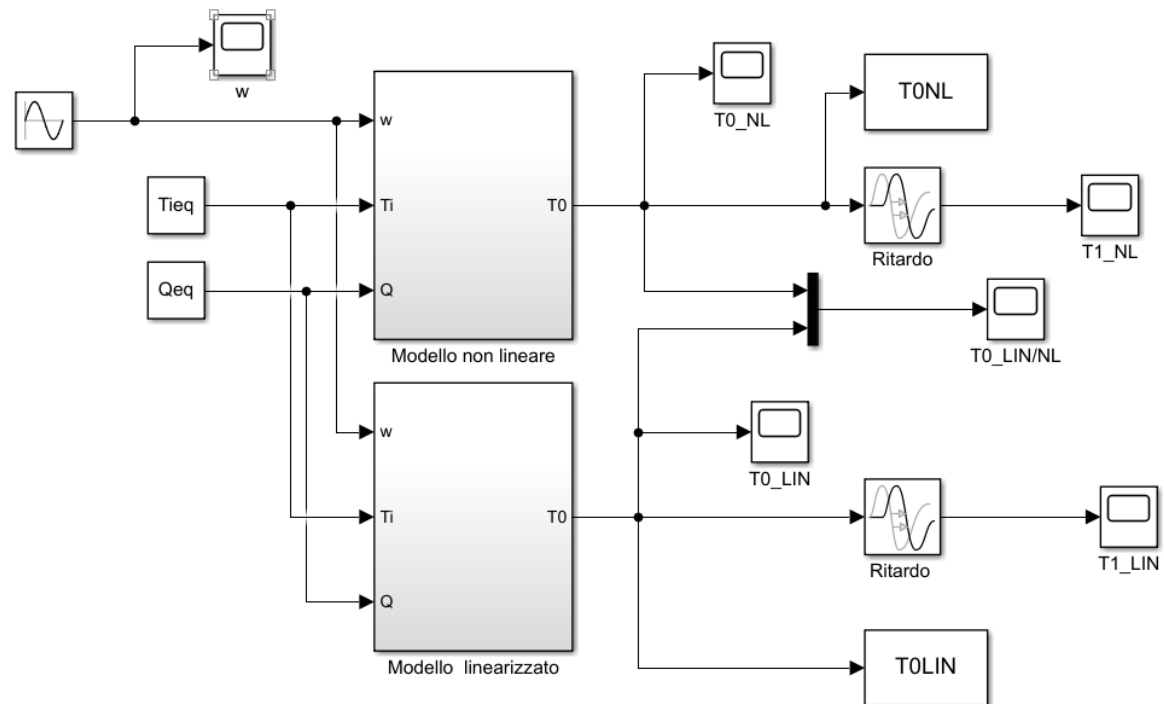 w
T0_NL
T0NL
w
Tieq
Ti
T0
Ritardo
T1_NL
Qeq
Q
Modello non lineare
T0_LIN/NL
w
T0_LIN
Ti
T0
Ritardo
T1_LIN
Q
Modello  linearizzato
T0LIN